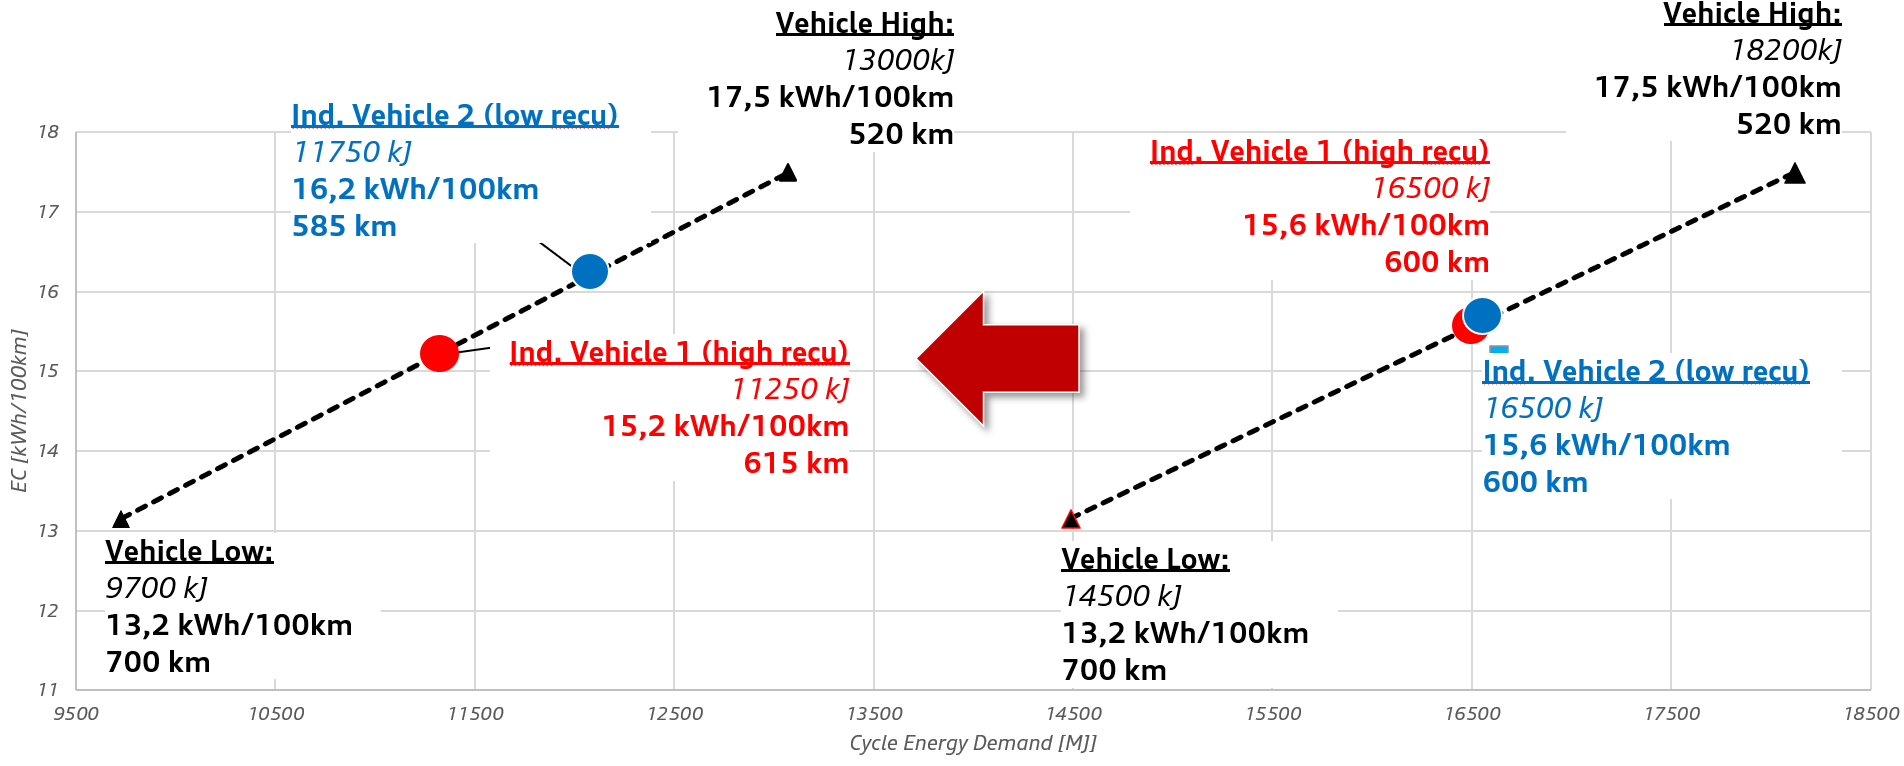 Vehicle High:
13000kJ
17,5 kWh/100km
520 km
Vehicle High:
18200kJ
17,5 kWh/100km
520 km
Ind. Vehicle 2 (low recu)
11750 kJ
16,2 kWh/100km
585 km
Ind. Vehicle 1 (high recu)
16500 kJ
15,6 kWh/100km
600 km
Ind. Vehicle 1 (high recu)
11250 kJ
15,2 kWh/100km
615 km
Ind. Vehicle 2 (low recu)
16500 kJ
15,6 kWh/100km
600 km
Vehicle Low:
9700 kJ
13,2 kWh/100km
700 km
Vehicle Low:
14500 kJ
13,2 kWh/100km
700 km
EC [kWh/100km]
18
17
16
15
14
13
12
11
9500
10500
11500
12500
13500
14500
15500
16500
17500
18500
Cycle Energy Demand [MJ]]